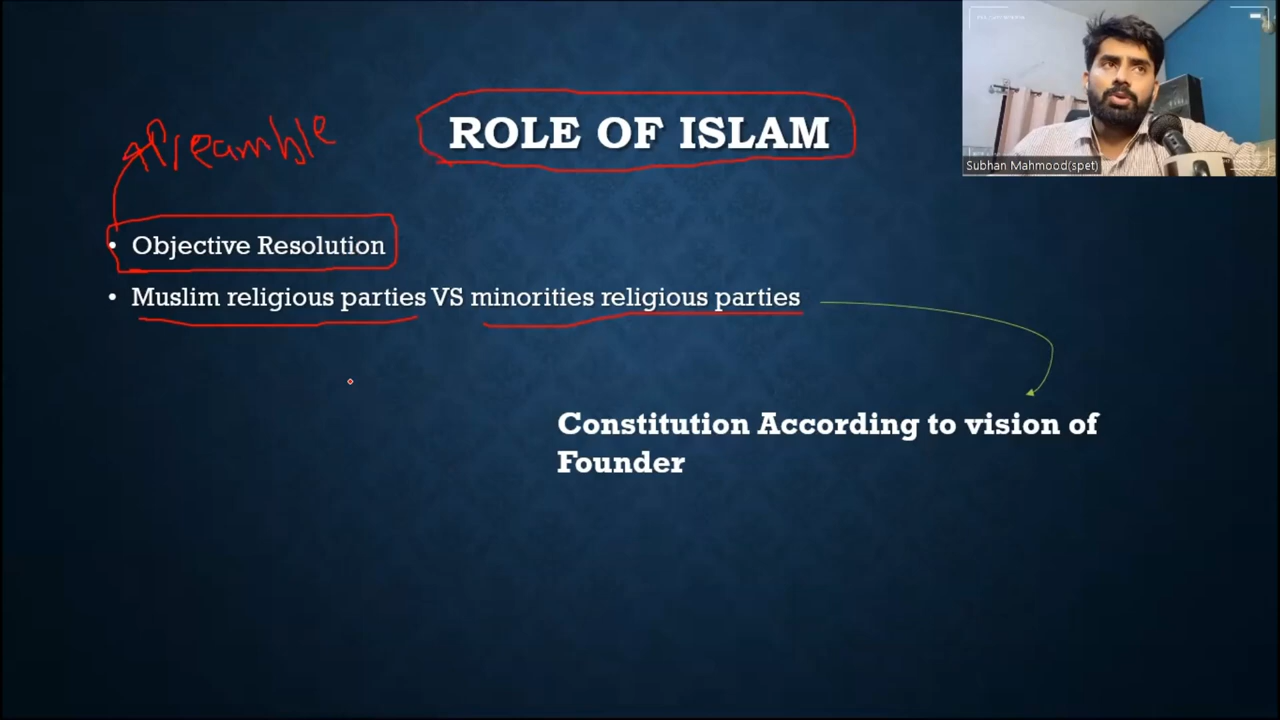 ROLE OF ISLAM
Preamble
Subhan Mahmood(spet)
• Objective Resolution
• Muslim religious parties VS minorities religious parties
Constitution According to vision of
Founder